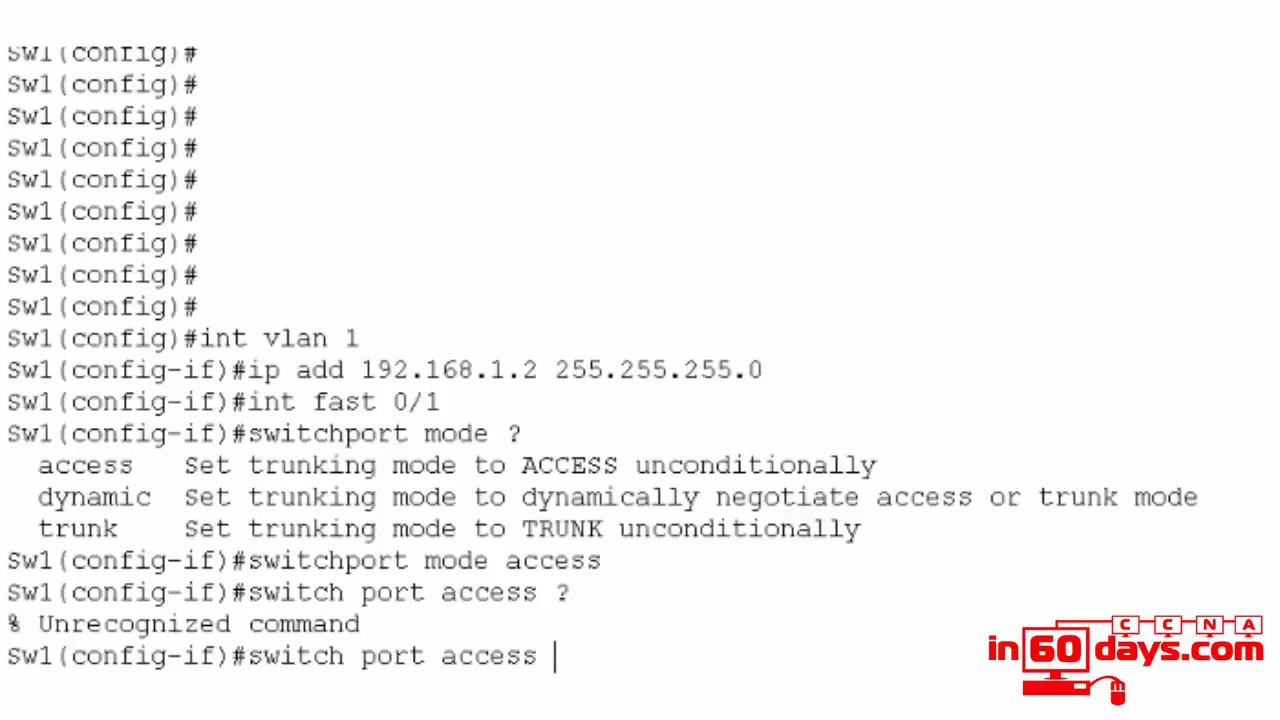 Sw1(config)#
Sw1(config)#
Sw1(config)#
Sw1(config)#
Sw1(config)#
Sw1(config)#
Sw1(config)#
Sw1(config)#
Sw1(config)#
Sw1(config)#int vlan 1
Sw1(config-if)#ip add 192.168.1.2 255.255.255.0
Sw1(config-if)#int fast 0/1
Sw1(config-if)#switchport mode ?
access Set trunking mode to ACCESS unconditionally
dynamic Set trunking mode to dynamically negotiate access or trunk mode
trunk Set trunking mode to TRUNK unconditionally
Sw1(config-if)#switchport mode access
Sw1(config-if)#switch port access ?
% Unrecognized command
Sw1(config-if)#switch port access
CCNA
in60days.com